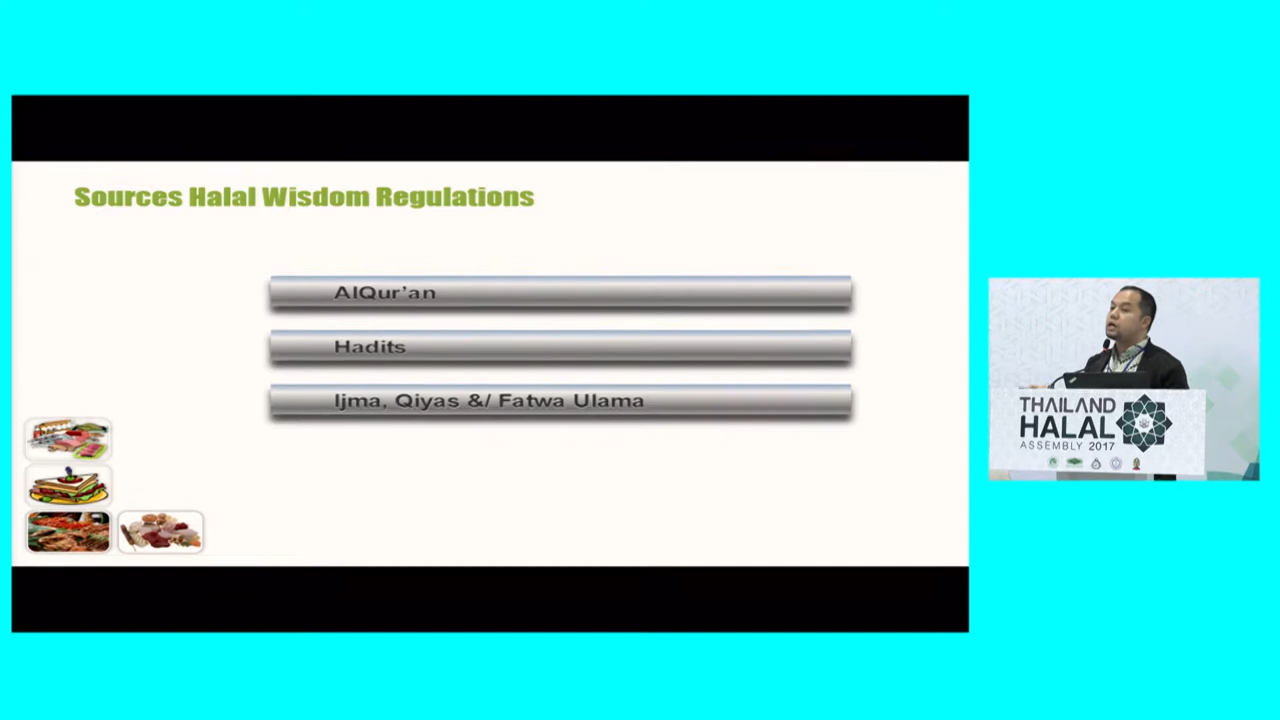 Sources Halal Wisdom Regulations
AlQur’an
Hadits
Ijma, Qiyas &/ Fatwa Ulama
THAILAND
HALAL
ASSEMBLY 2017